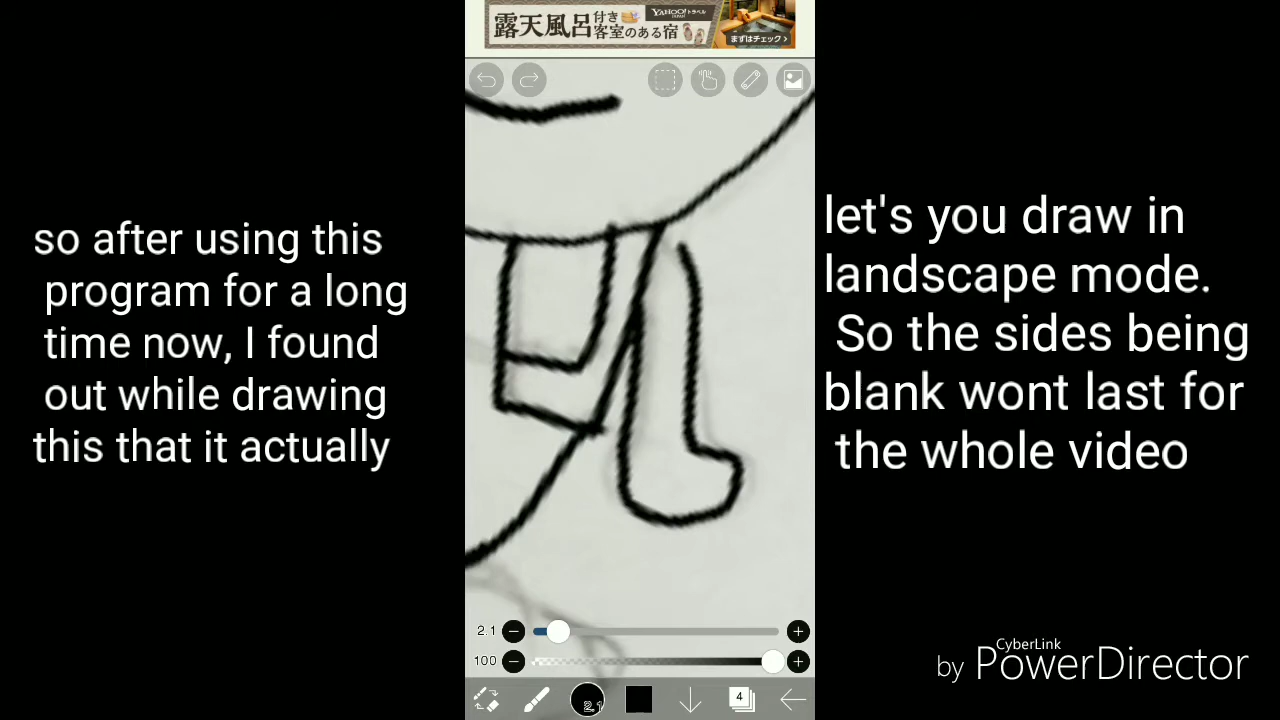 露天風呂付き客室のある宿
YAHOO!トラベル
JAPAN
まずはチェック
so after using this
program for a long
time now, I found
out while drawing
this that it actually
let's you draw in
landscape mode.
So the sides being
blank wont last for
the whole video
2.1
100
2.1
4
CyberLink
by PowerDirector